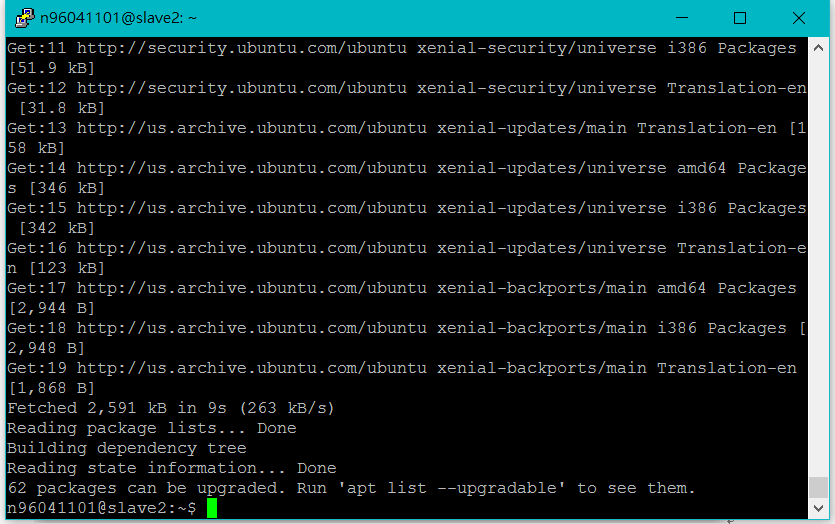 n96041101@slave2: ~
Get:11 http://security.ubuntu.com/ubuntu xenial-security/universe i386 Packages
[51.9 kB]
Get:12 http://security.ubuntu.com/ubuntu xenial-security/universe Translation-en
 [31.8 kB]
Get:13 http://us.archive.ubuntu.com/ubuntu xenial-updates/main Translation-en [1
58 kB]
Get:14 http://us.archive.ubuntu.com/ubuntu xenial-updates/universe amd64 Package
s [346 kB]
Get:15 http://us.archive.ubuntu.com/ubuntu xenial-updates/universe i386 Packages
 [342 kB]
Get:16 http://us.archive.ubuntu.com/ubuntu xenial-updates/universe Translation-e
n [123 kB]
Get:17 http://us.archive.ubuntu.com/ubuntu xenial-backports/main amd64 Packages
[2,944 B]
Get:18 http://us.archive.ubuntu.com/ubuntu xenial-backports/main i386 Packages [
2,948 B]
Get:19 http://us.archive.ubuntu.com/ubuntu xenial-backports/main Translation-en
[1,868 B]
Fetched 2,591 kB in 9s (263 kB/s)
Reading package lists... Done
Building dependency tree
Reading state information... Done
62 packages can be upgraded. Run 'apt list --upgradable' to see them.
n96041101@slave2:~$